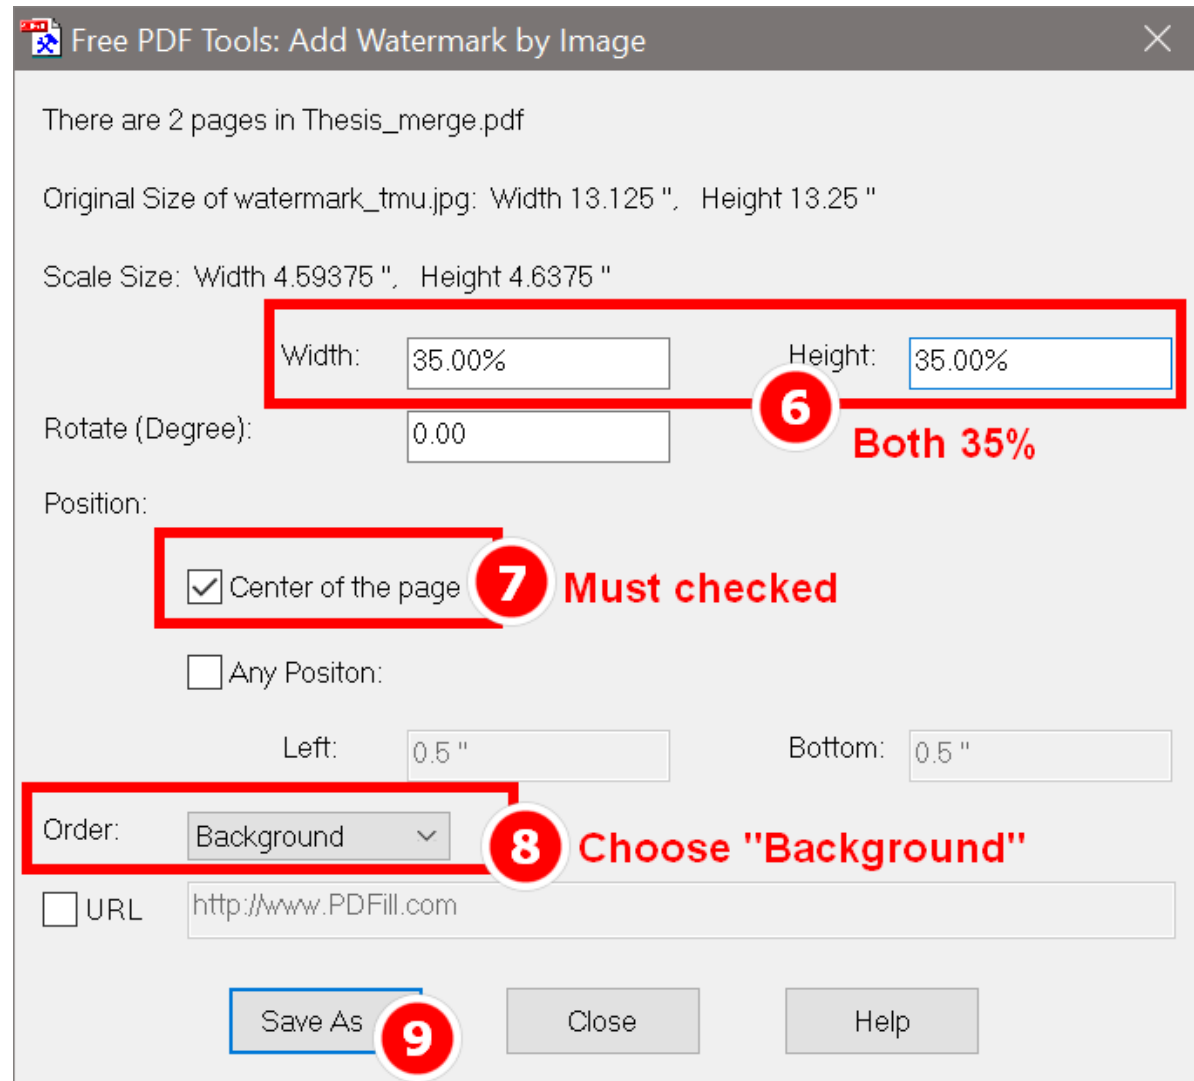 Free PDF Tools: Add Watermark by Image
There are 2 pages in Thesis_merge.pdf
Original Size of watermark_tmu.jpg: Width 13.125 ", Height 13.25 "
Scale Size: Width 4.59375 ", Height 4.6375 "
Width: 35.00% Height: 35.00%
6
Rotate (Degree): 0.00
Both 35%
Position:
Center of the page 7 Must checked
Any Positon:
Left: 0.5 " Bottom: 0.5 "
Order: Background 8 Choose "Background"
URL http://www.PDFill.com
Save As 9 Close Help